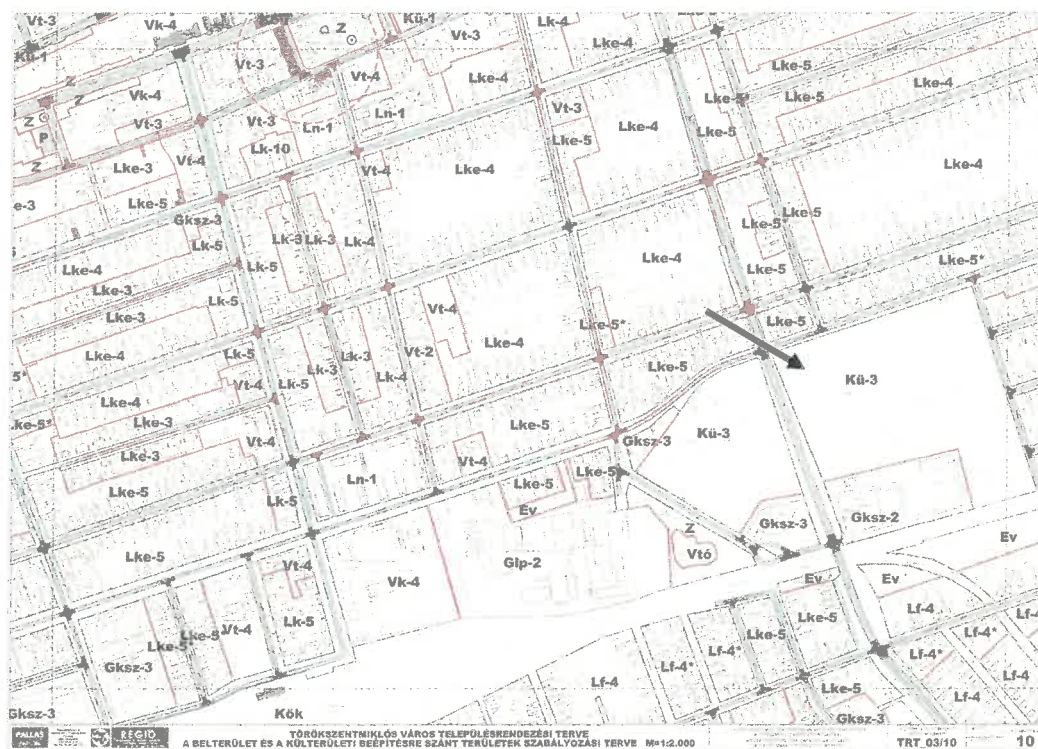 Vt-3
Vk-4
Kü-1
Vt-3
Lk-4
Z
Lke-4
Kü-1
Vt-3
Vt-4
Lke-4
Lke-5
Z
Z
Vk-4
Lke-5*
Lke-5
Vt-3
Z
P
Vt-3
Vt-3
Ln-1
Ln-1
Lke-4
Lke-5
Lke-5
Lke-4
Z
Lke-3
Vt-4
Lk-10
Vt-4
Lke-4
Lke-4
e-3
Lke-5
Gksz-3
Lke-5
Lke-5*
Lk-5
Lk-3
Lk-3
Lk-4
Lke-4
Lke-5
Lke-5*
Lke-4
Lk-5
Lke-3
Lke-3
Lk-5
Vt-4
Lke-5*
Lke-5
Lke-4
Lk-5
Lk-3
Vt-2
Lke-4
Lke-5
Kü-3
5*
Lke-4
Vt-4
Lk-5
Lk-3
Lk-4
Lke-5
Kü-3
Lke-3
Vt-4
Gksz-3
Lke-5
Lk-5
Ln-1
Vt-4
Lke-5
Lke-5
Ev
Z
Gksz-3
Gksz-2
Ev
Lke-5
Vt-4
Vk-4
Gip-2
Vtó
Ev
Ev
Lke-5
Lf-4
Lf-4
Lke-5
Vt-4
Lk-5
Lf-4*
Lf-4*
Lf-4*
Lf-4*
Gksz-3
Lf-4
Lke-5
Lf-4
Lf-4
Gksz-3
Kök
Gksz-3
PALLAS
REGIO
TÖRÖKSZENTMIKLÓS VÁROS TELEPÜLÉSRENDEZÉSI TERVE
A BELTERÜLET ÉS A KÜLTERÜLETI BEÉPÍTÉSRE SZÁNT TERÜLETEK SZABÁLYOZÁSI TERVE M=1:2.000
TRT_03/10
10